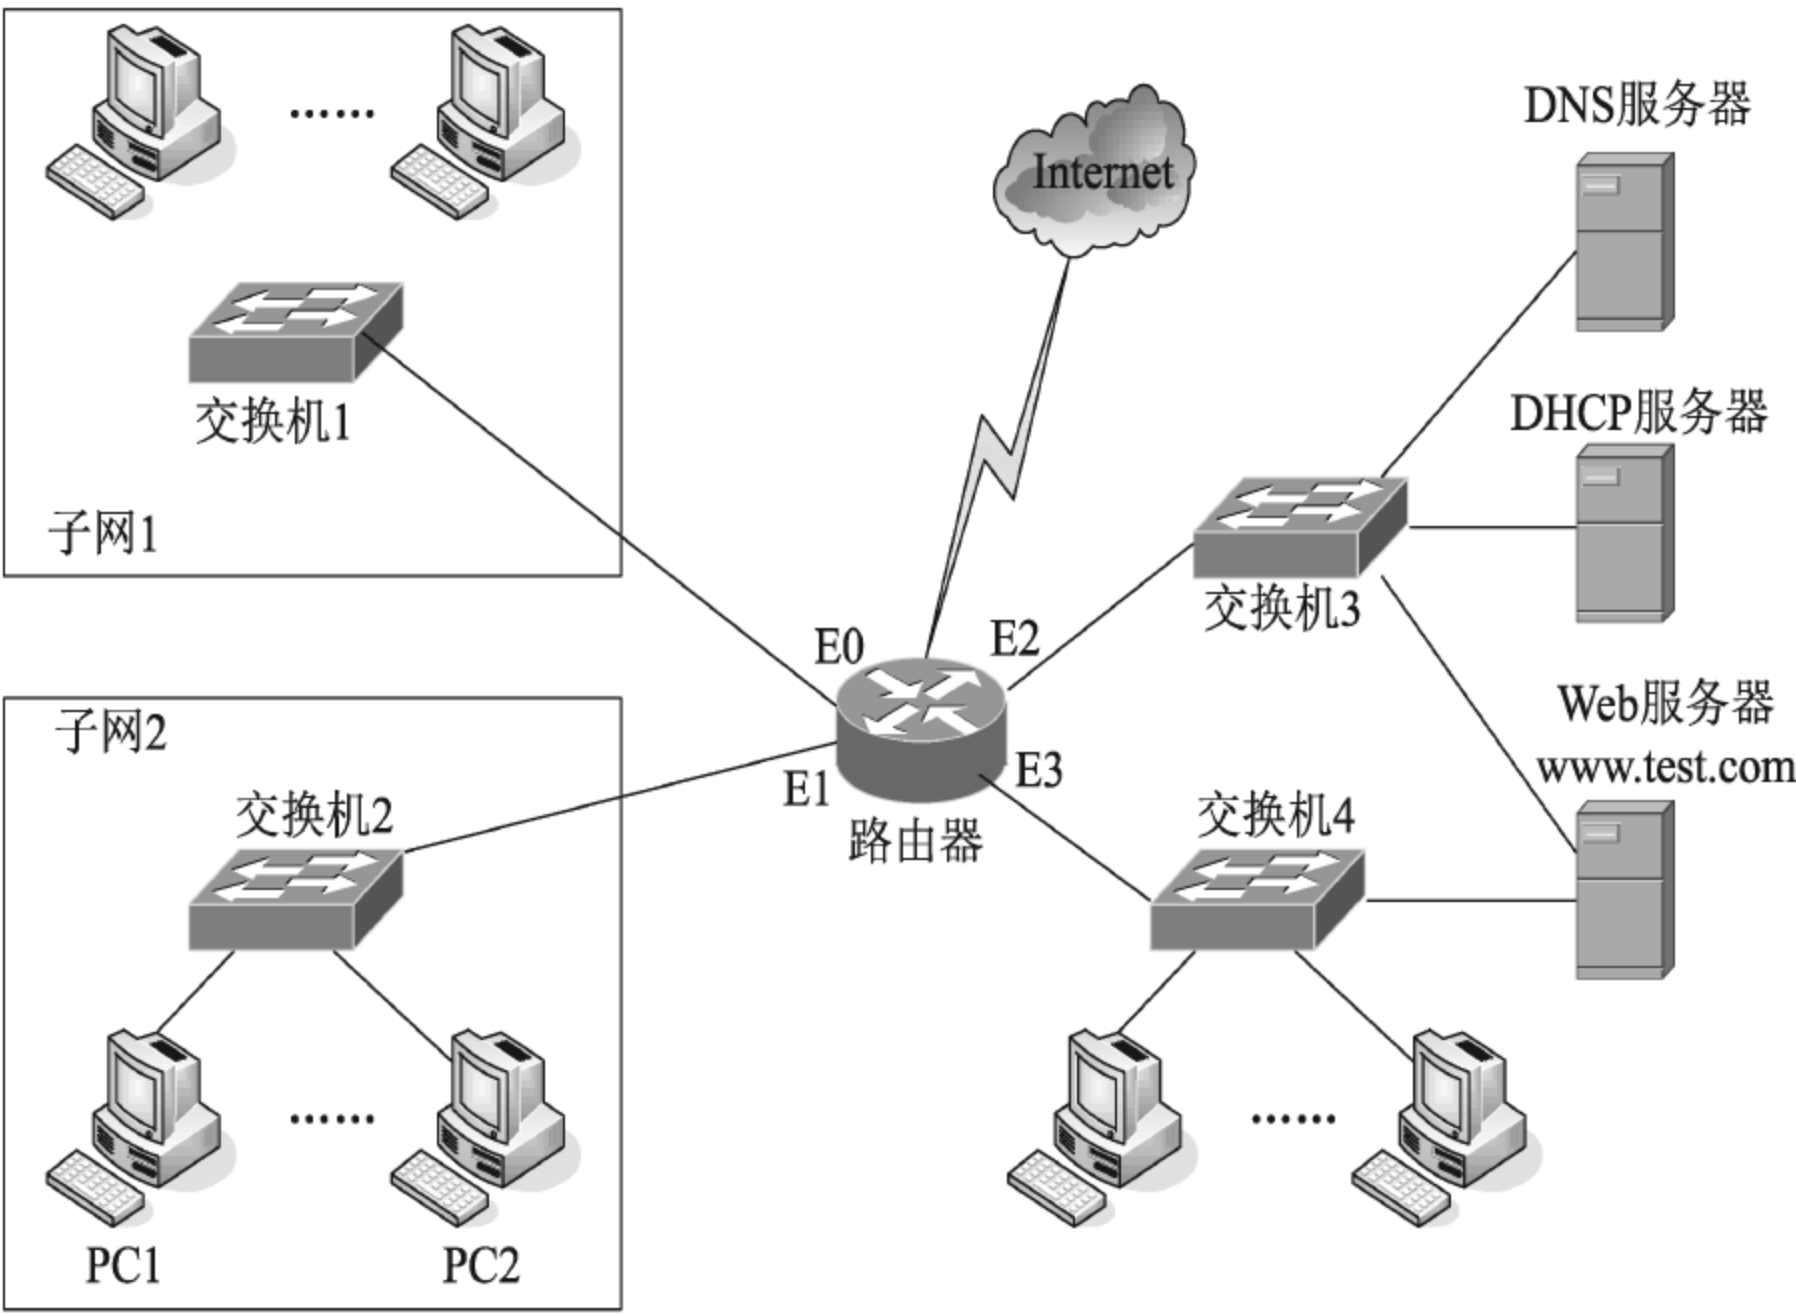 交换机1
子网1
Internet
DNS服务器
DHCP服务器
交换机3
Web服务器
www.test.com
E0
E2
E1
E3
路由器
子网2
交换机2
PC1
PC2
交换机4